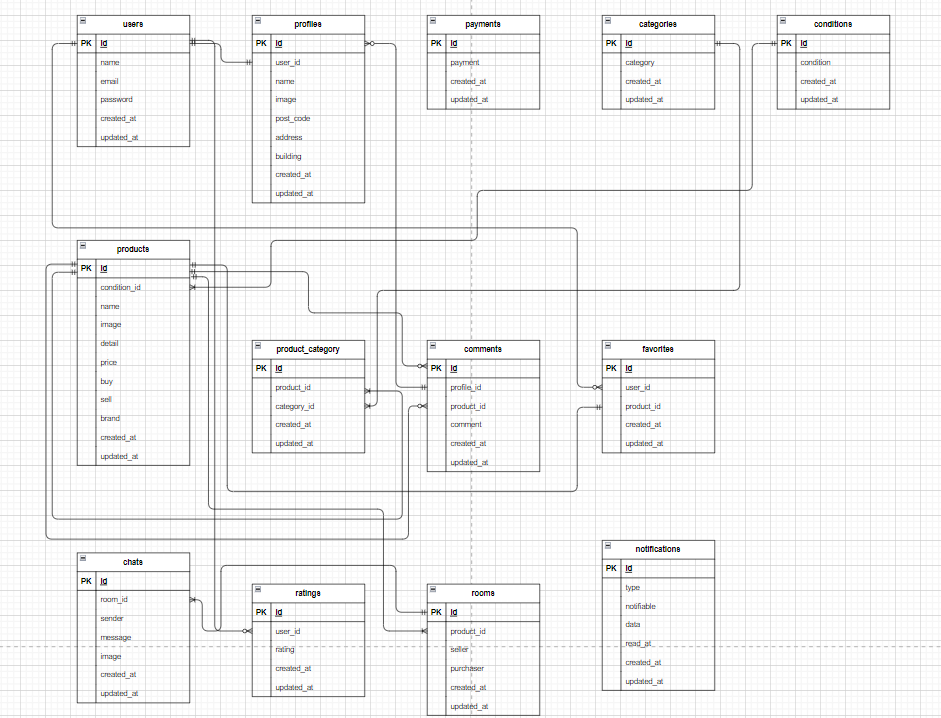 users
PK id
name
email
password
created_at
updated_at
profiles
PK id
user_id
name
image
post_code
address
building
created_at
updated_at
payments
PK id
payment
created_at
updated_at
categories
PK id
category
created_at
updated_at
conditions
PK id
condition
created_at
updated_at
products
PK id
condition_id
name
image
detail
price
buy
sell
brand
created_at
updated_at
product_category
PK id
product_id
category_id
created_at
updated_at
comments
PK id
profile_id
product_id
comment
created_at
updated_at
favorites
PK id
user_id
product_id
created_at
updated_at
chats
PK id
room_id
sender
message
image
created_at
updated_at
ratings
PK id
user_id
rating
created_at
updated_at
rooms
PK id
product_id
seller
purchaser
created_at
updated_at
notifications
PK id
type
notifiable
data
read_at
created_at
updated_at